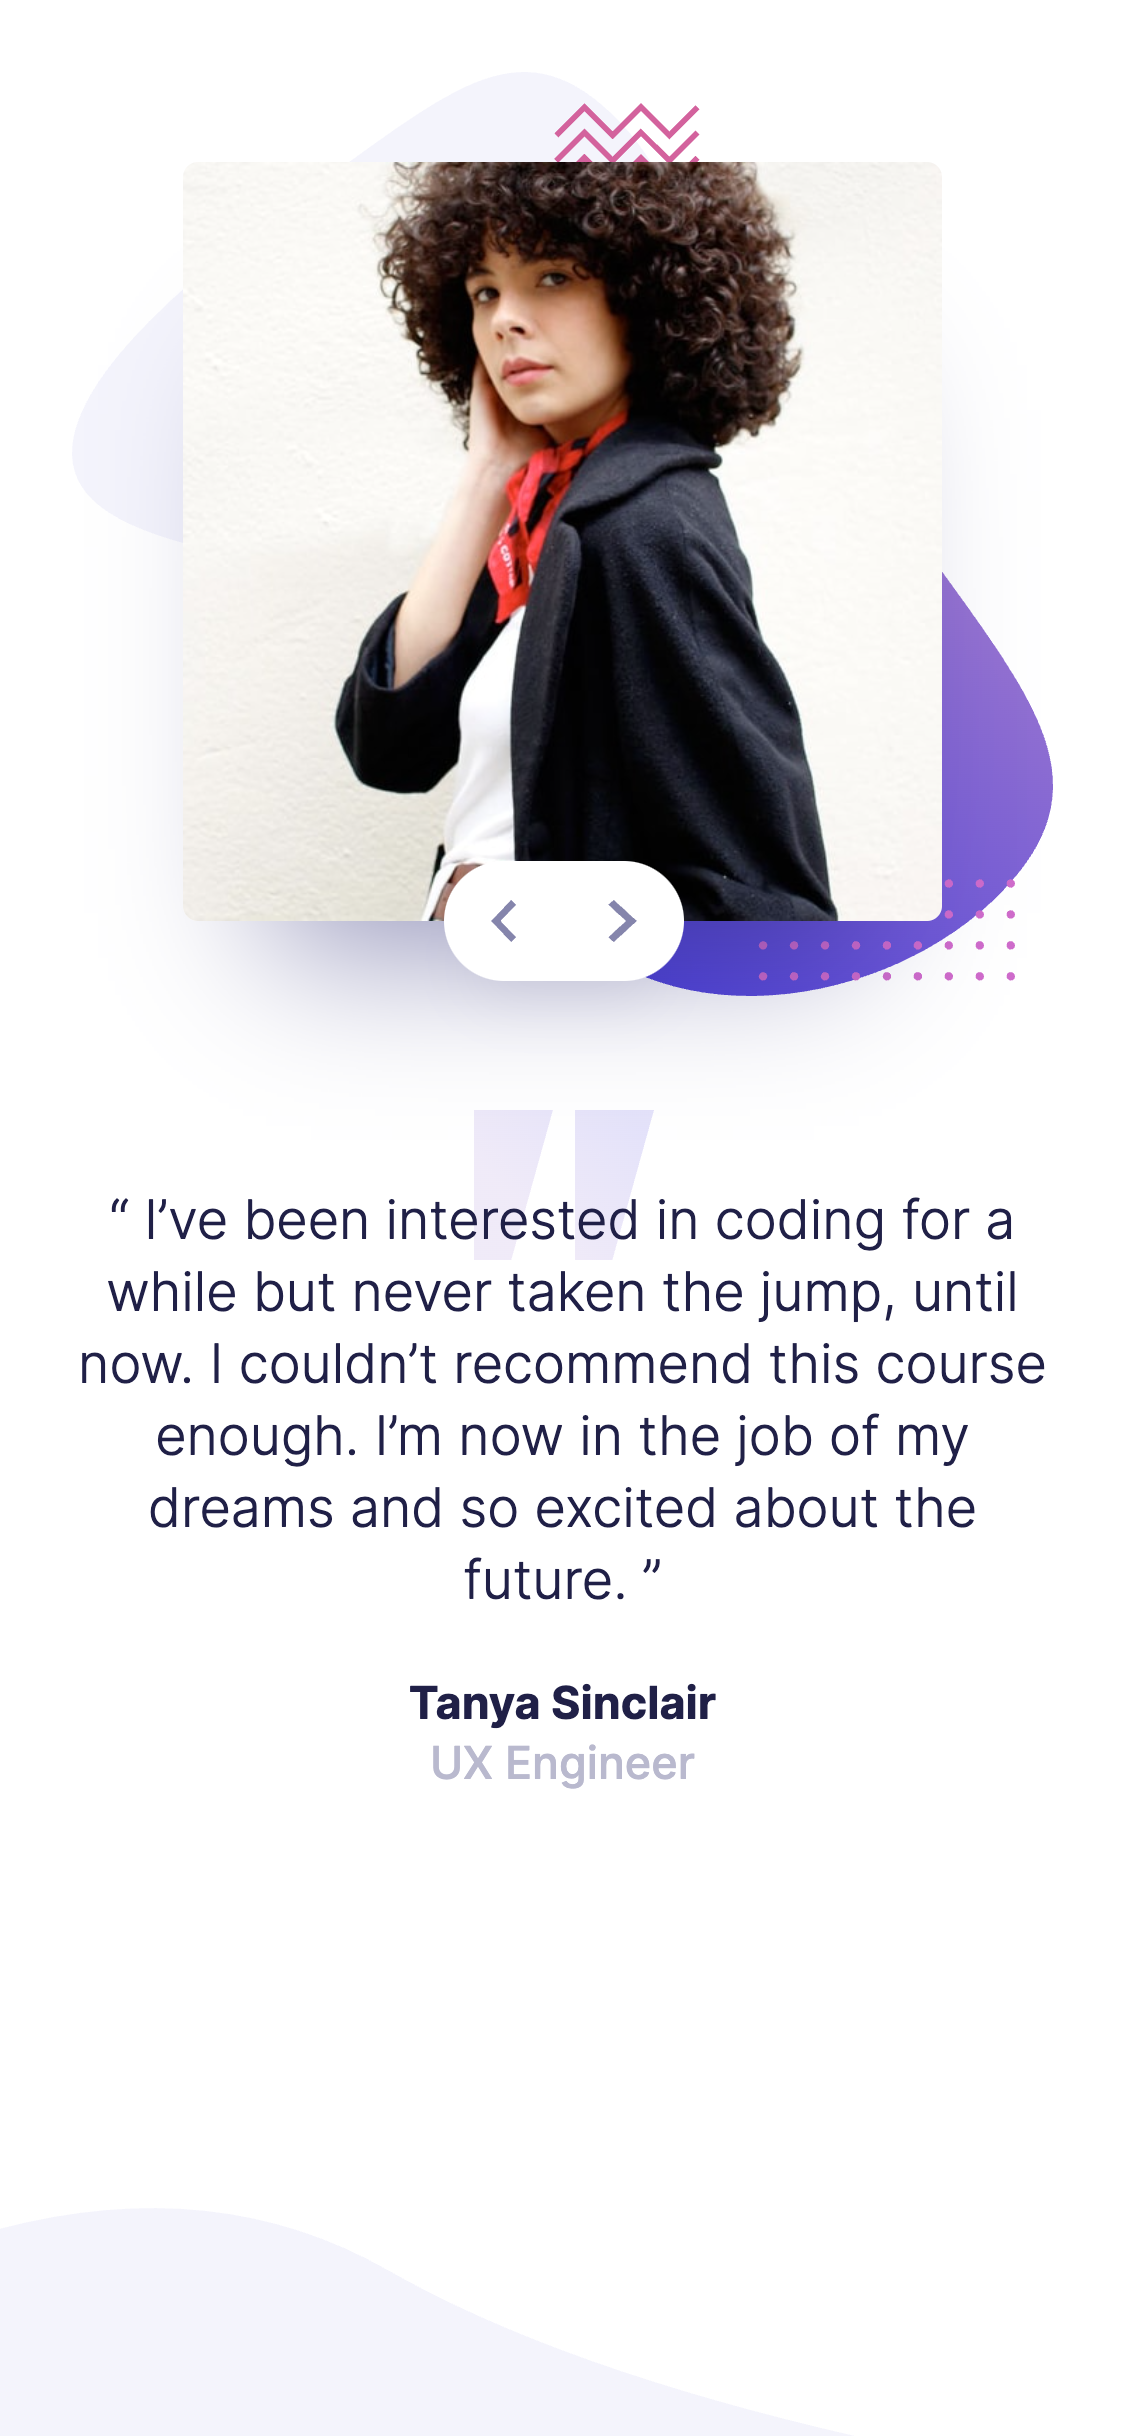 “ I’ve been interested in coding for a
while but never taken the jump, until
now. I couldn’t recommend this course
enough. I’m now in the job of my
dreams and so excited about the
future. ”
Tanya Sinclair
UX Engineer